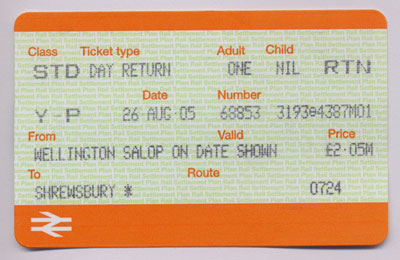 Class Ticket type Adult Child
STD DAY RETURN ONE NIL RTN
Date Number
Y-P 26 AUG 05 68853 3193@4387M01
From Valid Price
WELLINGTON SALOP ON DATE SHOWN £2·05M
To Route
SHREWSBURY * 0724